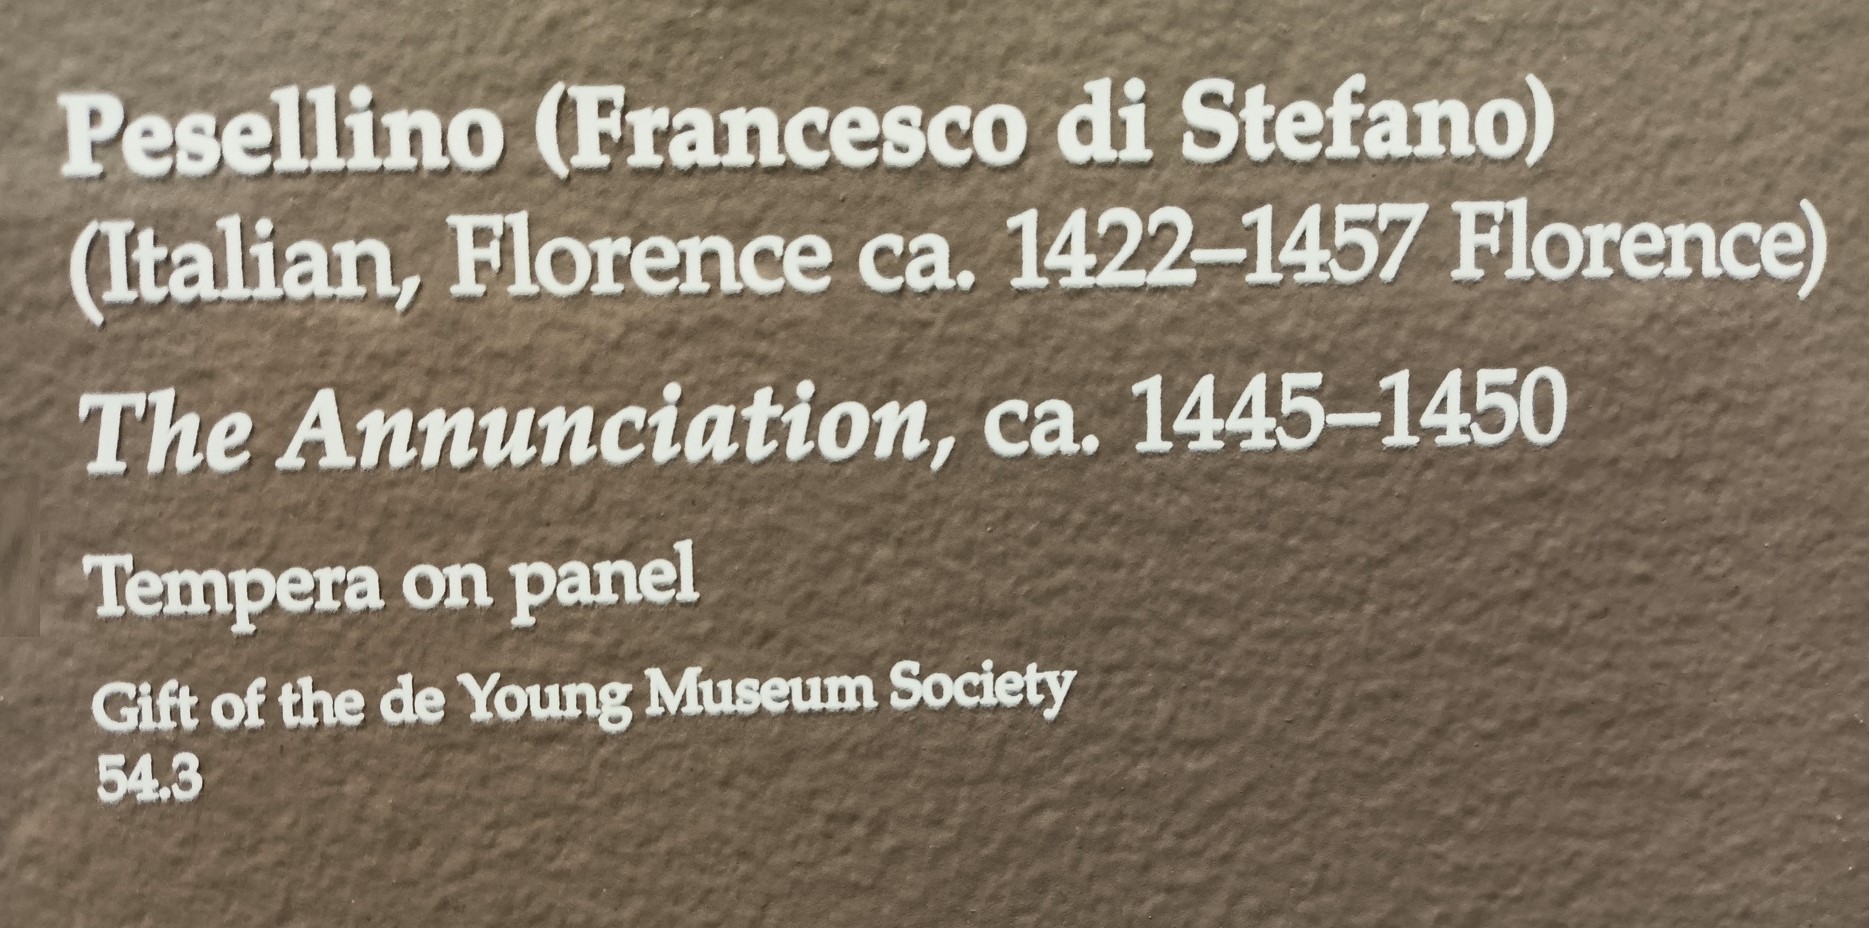 Pesellino (Francesco di Stefano)
(Italian, Florence ca. 1422–1457 Florence)
The Annunciation, ca. 1445–1450
Tempera on panel
Gift of the de Young Museum Society
54.3